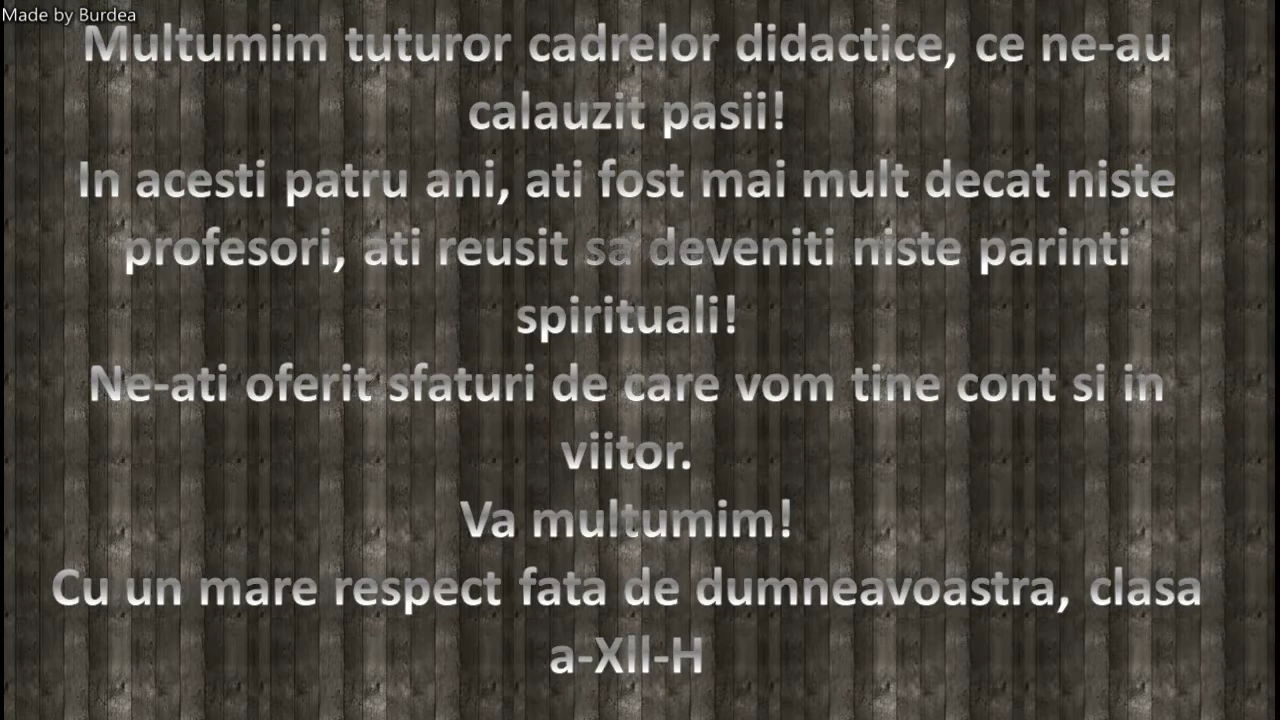 Made by Burdea
Multumim tuturor cadrelor didactice, ce ne-au
calauzit pasii!
In acesti patru ani, ati fost mai mult decat niste
profesori, ati reusit sa deveniti niste parinti
spirituali!
Ne-ati oferit sfaturi de care vom tine cont si in
viitor.
Va multumim!
Cu un mare respect fata de dumneavoastra, clasa
a-XII-H